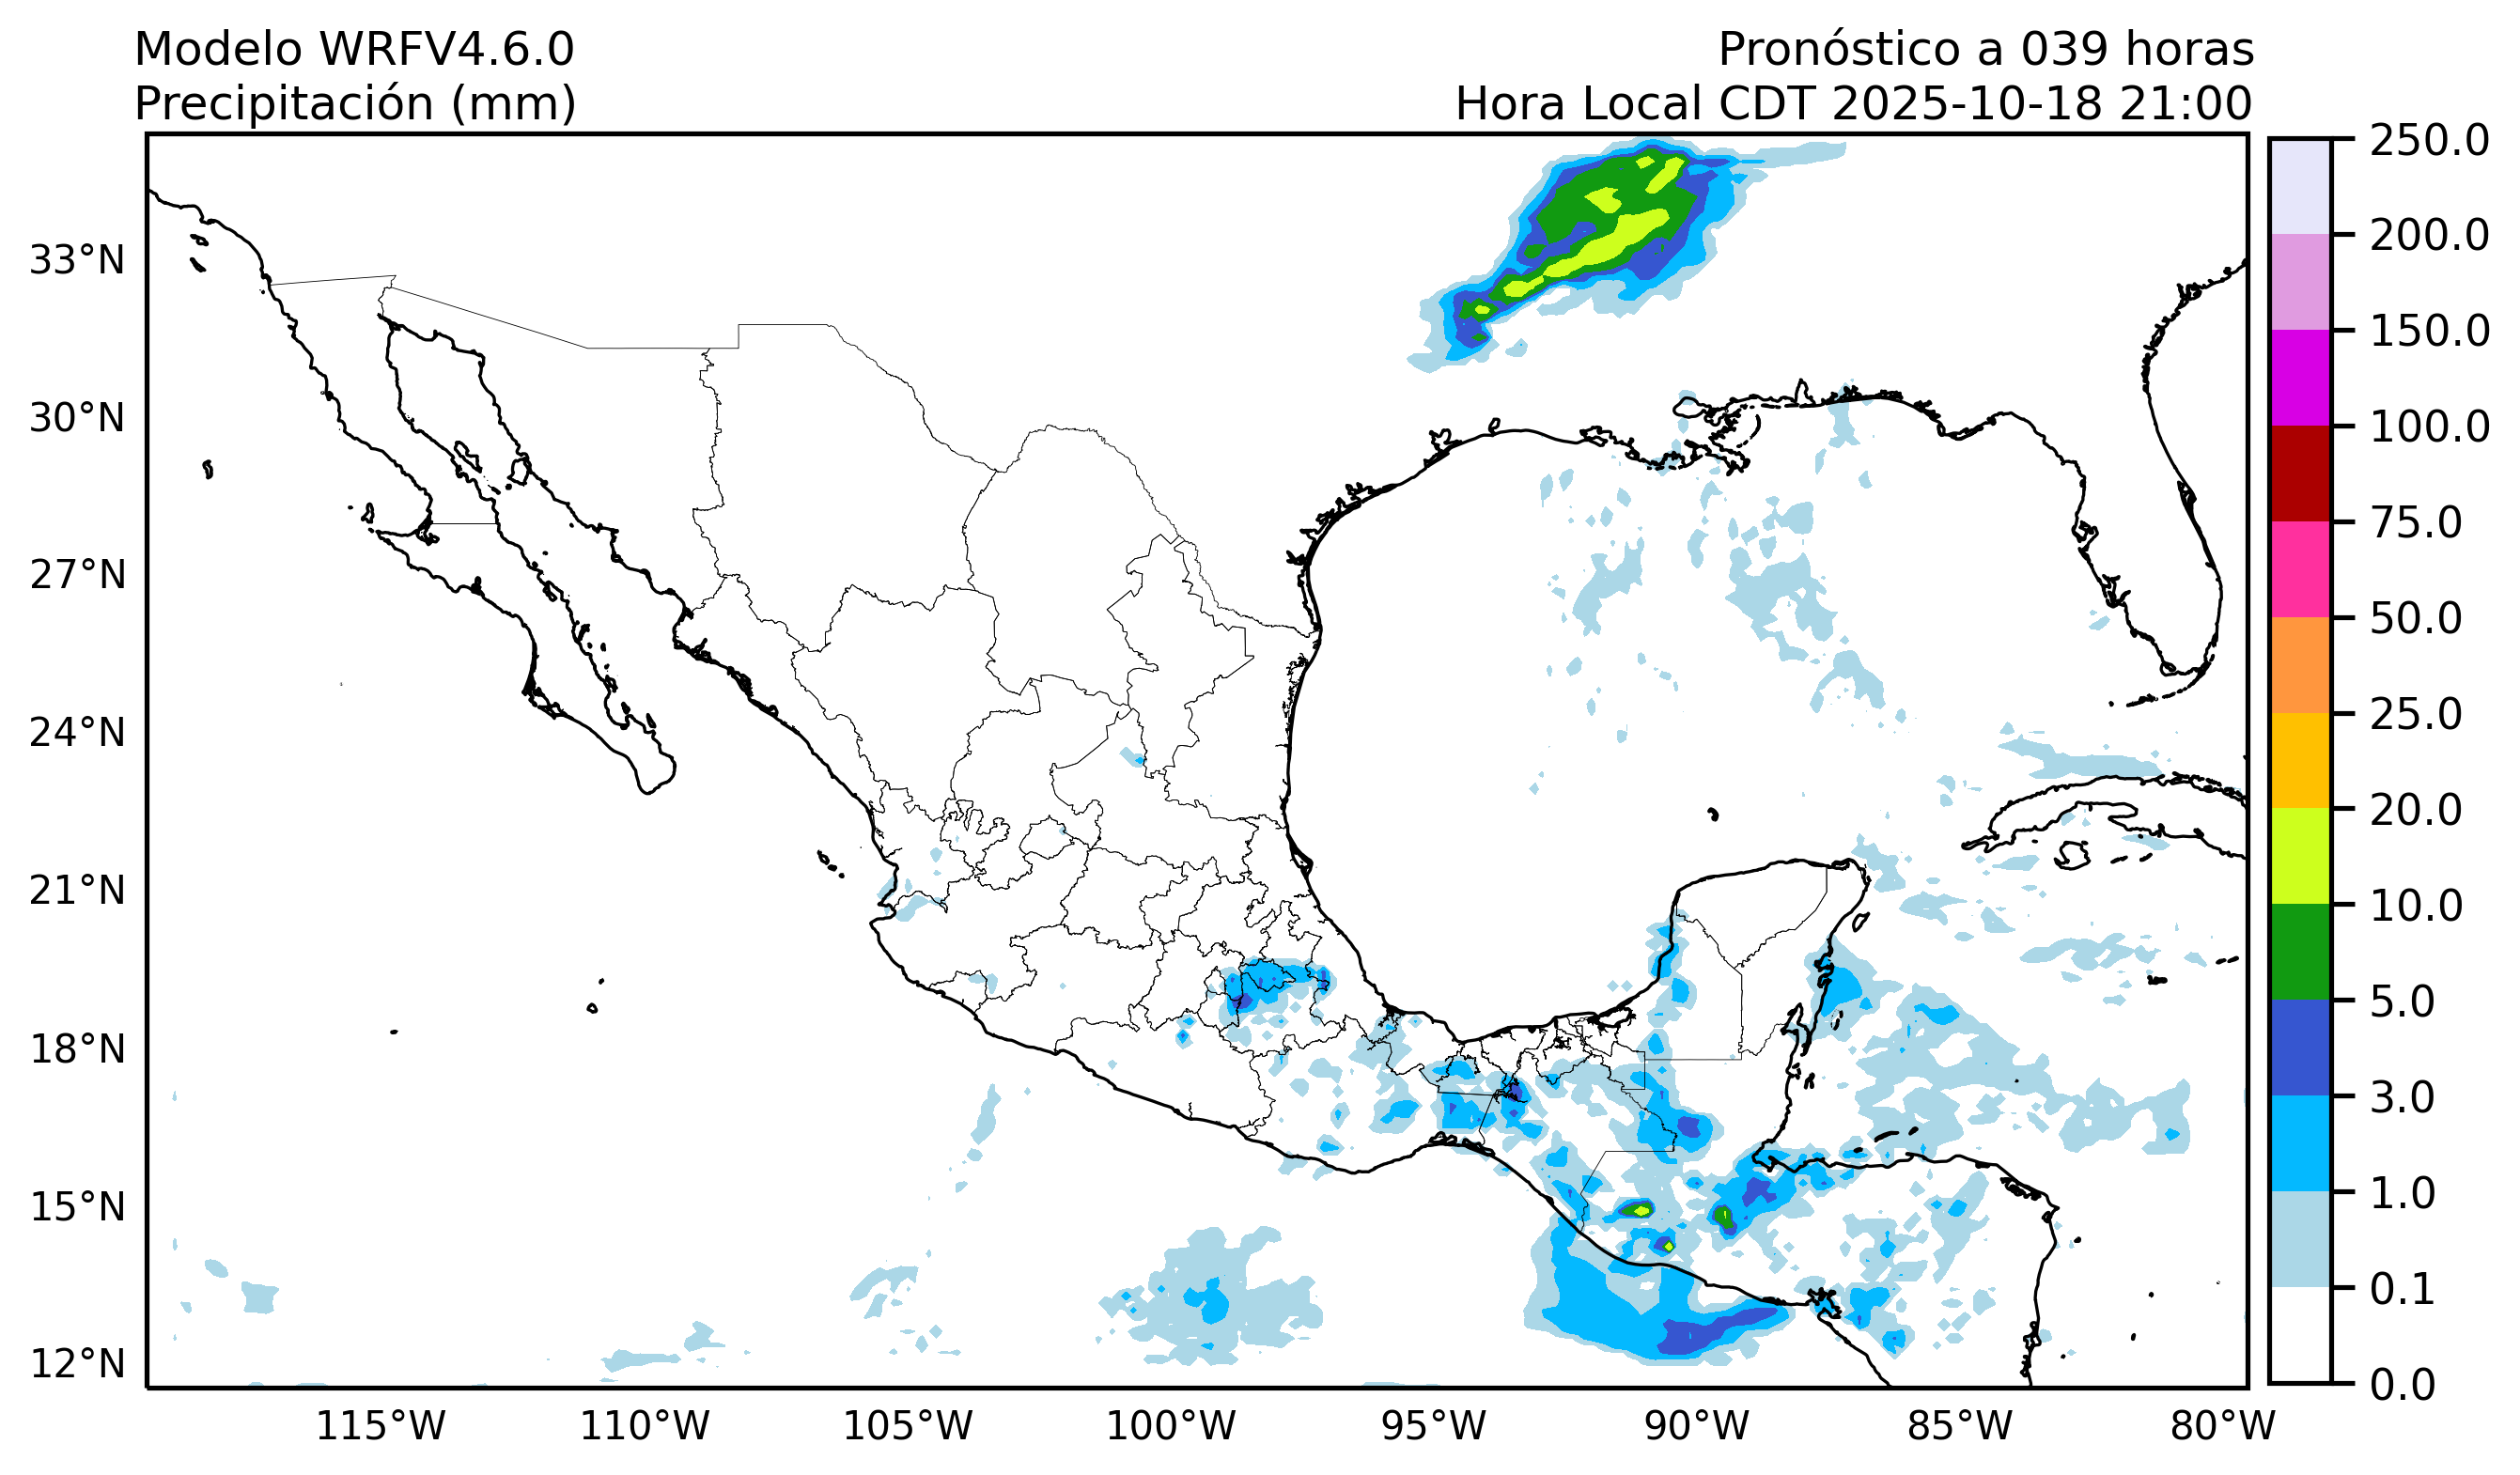 Modelo WRFV4.6.0
Precipitación (mm)
Pronóstico a 039 horas
Hora Local CDT 2025-10-18 21:00
33°N
30°N
27°N
24°N
21°N
18°N
15°N
12°N
115°W
110°W
105°W
100°W
95°W
90°W
85°W
80°W
250.0
200.0
150.0
100.0
75.0
50.0
25.0
20.0
10.0
5.0
3.0
1.0
0.1
0.0